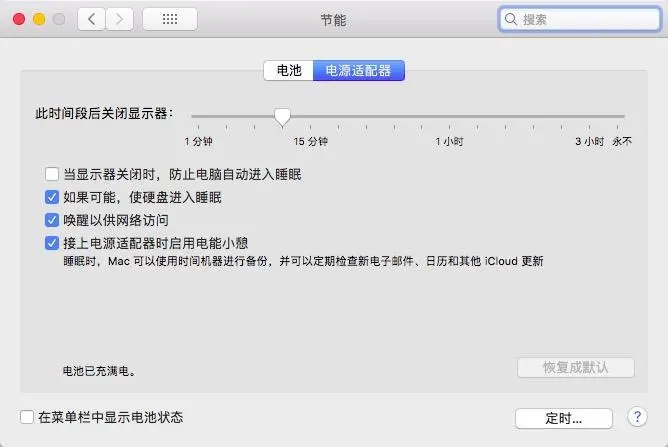 节能
搜索
电池 电源适配器
此时间段后关闭显示器：
1 分钟 15 分钟 1 小时 3 小时 永不
当显示器关闭时，防止电脑自动进入睡眠
如果可能，使硬盘进入睡眠
唤醒以供网络访问
接上电源适配器时启用电能小憩
睡眠时，Mac 可以使用时间机器进行备份，并可以定期检查新电子邮件、日历和其他 iCloud 更新
电池已充满电。
恢复成默认
在菜单栏中显示电池状态
定时...
?